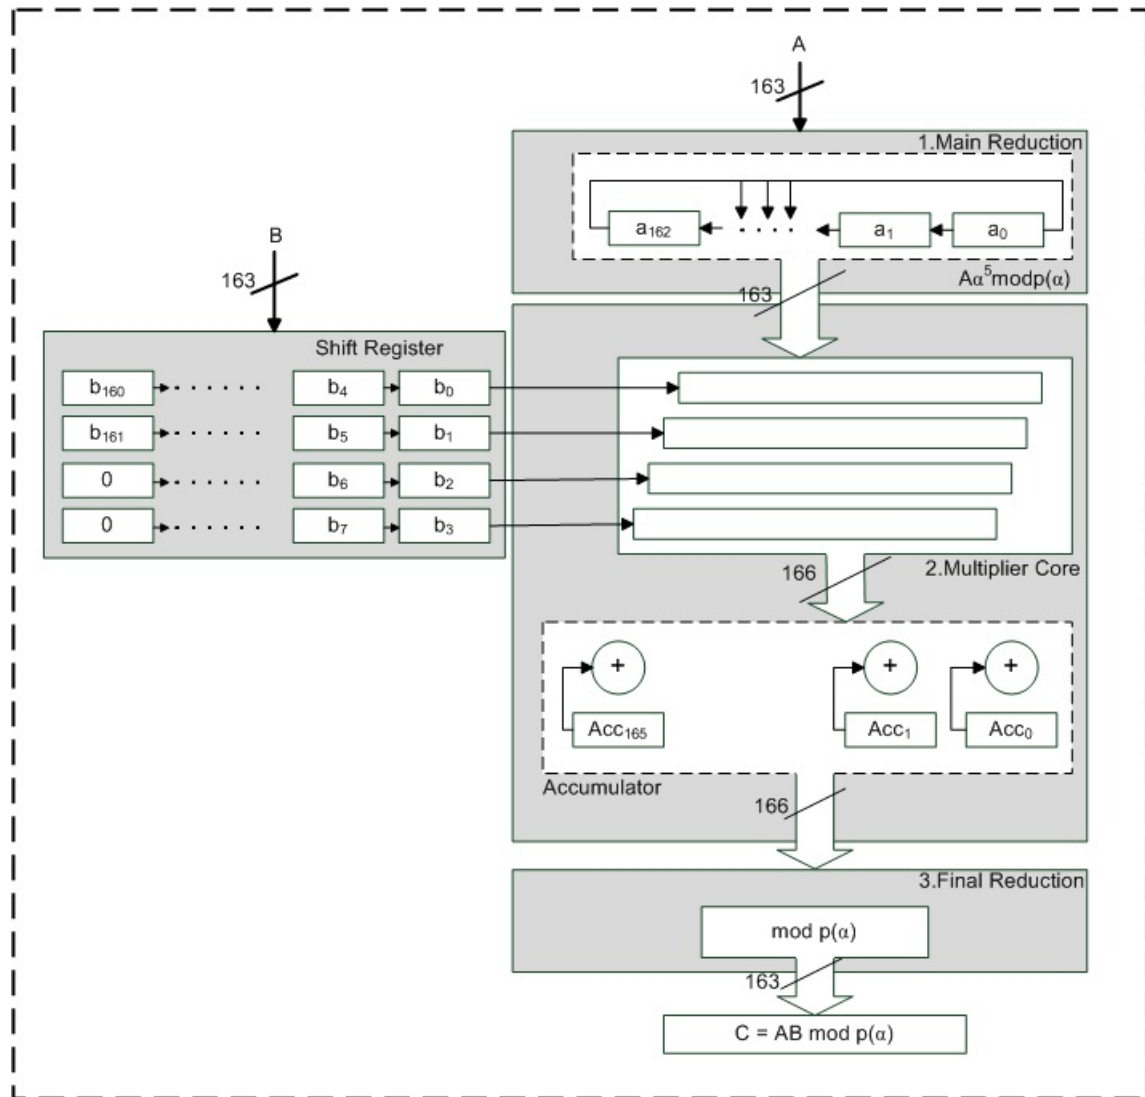 A
163
1.Main Reduction
a₁₆₂ . . . . a₁ a₀
Aα⁵modp(α)
163
B
163
Shift Register
b₁₆₀ . . . . . . b₄ b₀
b₁₆₁ . . . . . . b₅ b₁
0 . . . . . . b₆ b₂
0 . . . . . . b₇ b₃
166
2.Multiplier Core
+ + +
Acc₁₆₅ Acc₁ Acc₀
Accumulator
166
3.Final Reduction
mod p(α)
163
C = AB mod p(α)